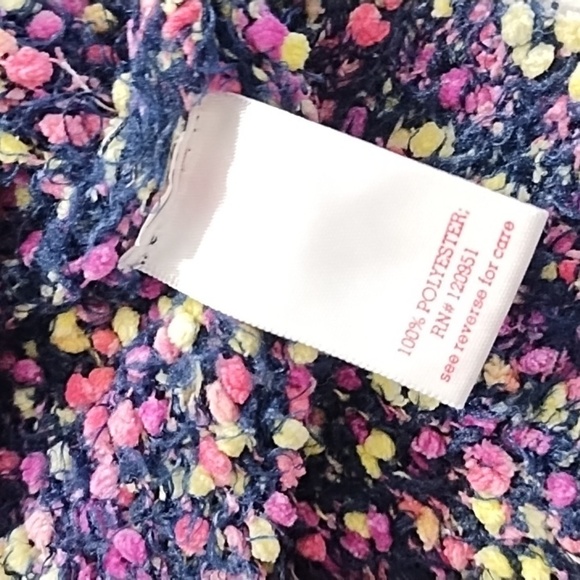 100% POLYESTER;
RN# 120951
see reverse for care